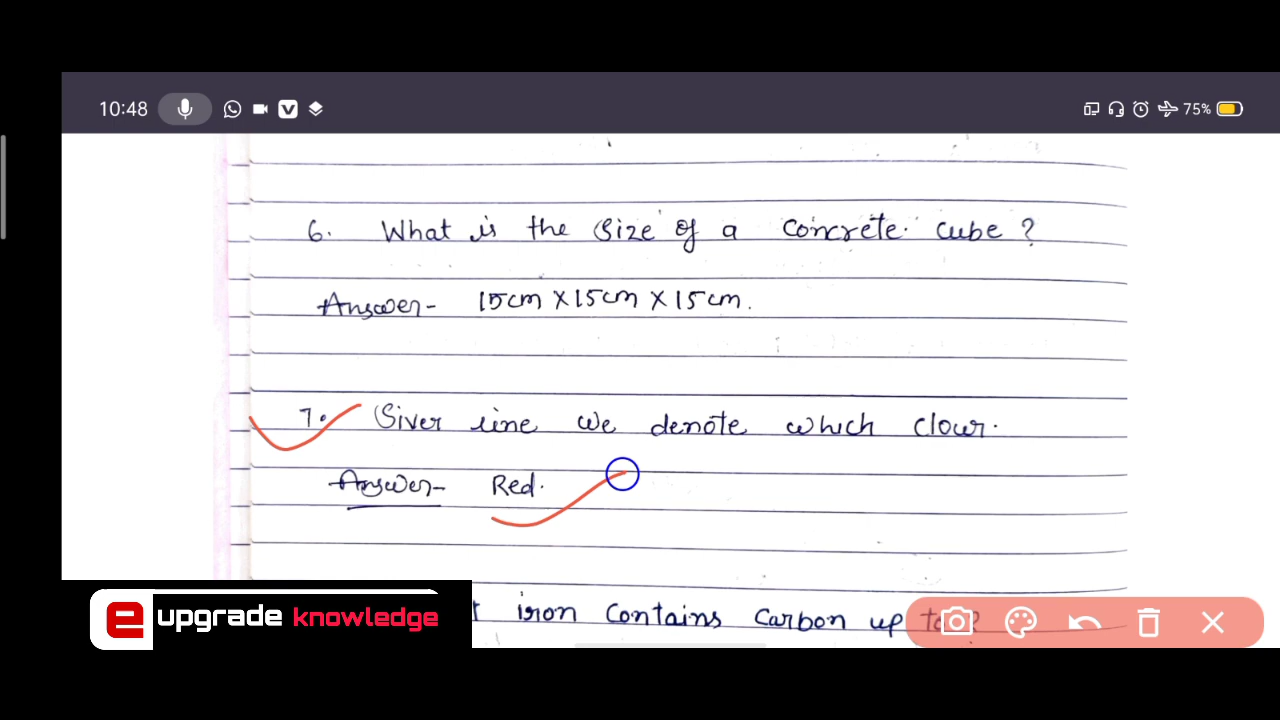 10:48
75%
6. What is the Size of a Concrete cube ?
Answer- 15cm X 15cm X 15cm.
7. Siver line we denote which clour.
Answer- Red.
iron contains carbon up to ?
e upgrade knowledge